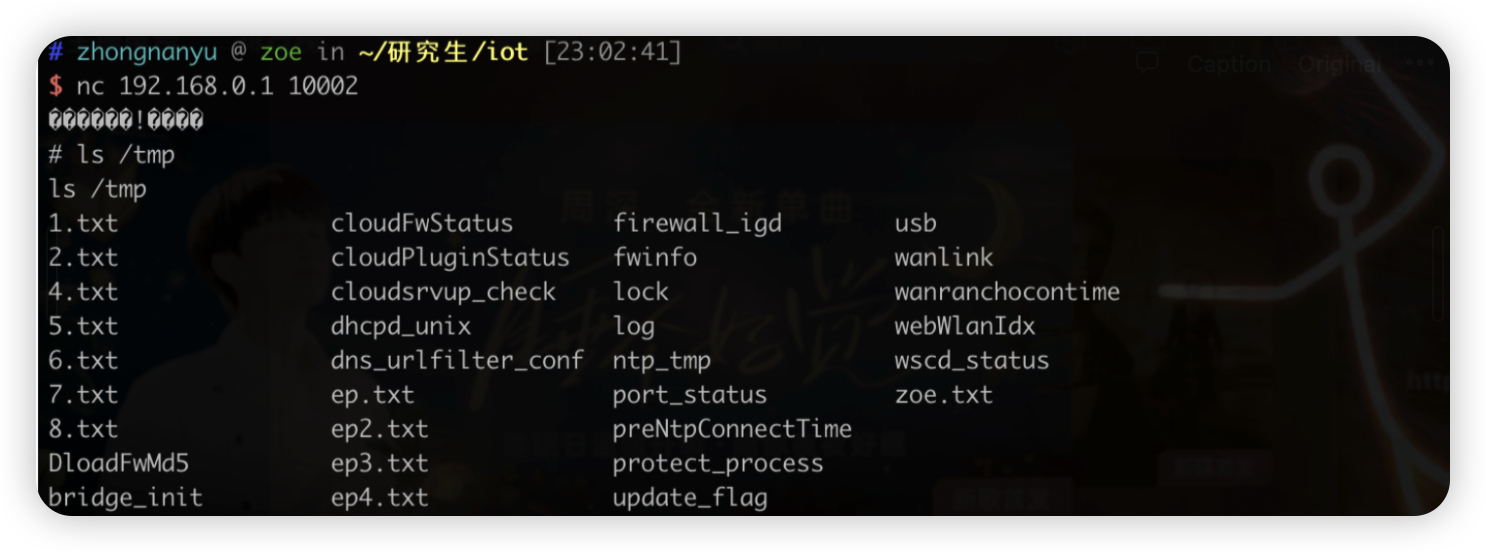 # zhongnanyu @ zoe in ~/研究生/iot [23:02:41]
$ nc 192.168.0.1 10002
������!����
# ls /tmp
ls /tmp
1.txt cloudFwStatus firewall_igd usb
2.txt cloudPluginStatus fwinfo wanlink
4.txt cloudsrvup_check lock wanranchocontime
5.txt dhcpd_unix log webWlanIdx
6.txt dns_urlfilter_conf ntp_tmp wscd_status
7.txt ep.txt port_status zoe.txt
8.txt ep2.txt preNtpConnectTime
DloadFwMd5 ep3.txt protect_process
bridge_init ep4.txt update_flag
Caption Original